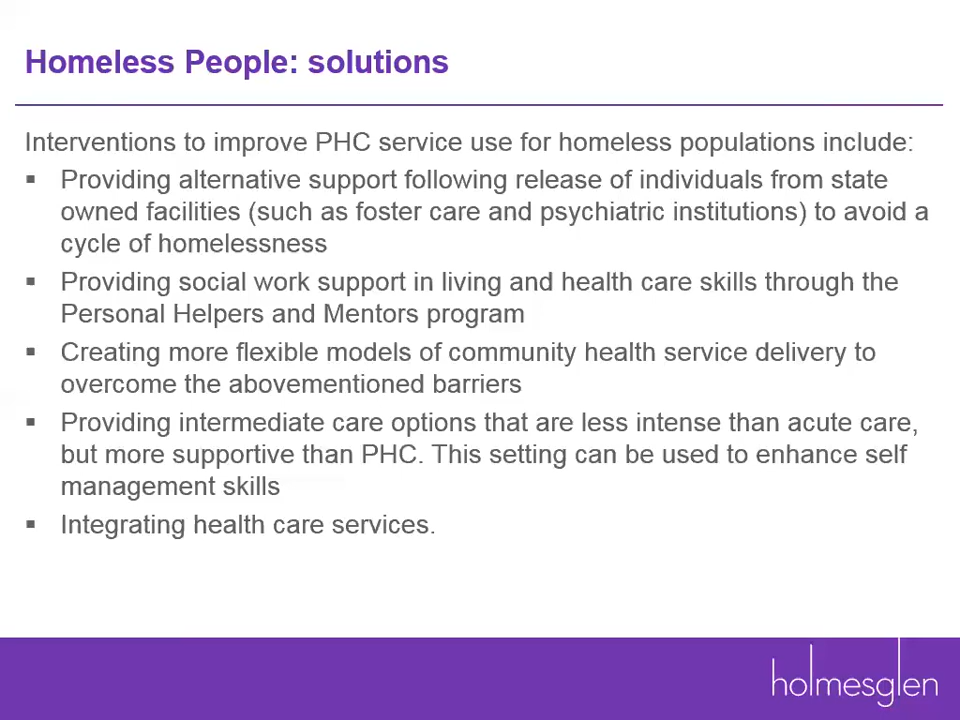 Homeless People: solutions
Interventions to improve PHC service use for homeless populations include:
▪ Providing alternative support following release of individuals from state
owned facilities (such as foster care and psychiatric institutions) to avoid a
cycle of homelessness
▪ Providing social work support in living and health care skills through the
Personal Helpers and Mentors program
▪ Creating more flexible models of community health service delivery to
overcome the abovementioned barriers
▪ Providing intermediate care options that are less intense than acute care,
but more supportive than PHC. This setting can be used to enhance self
management skills
▪ Integrating health care services.
holmesglen